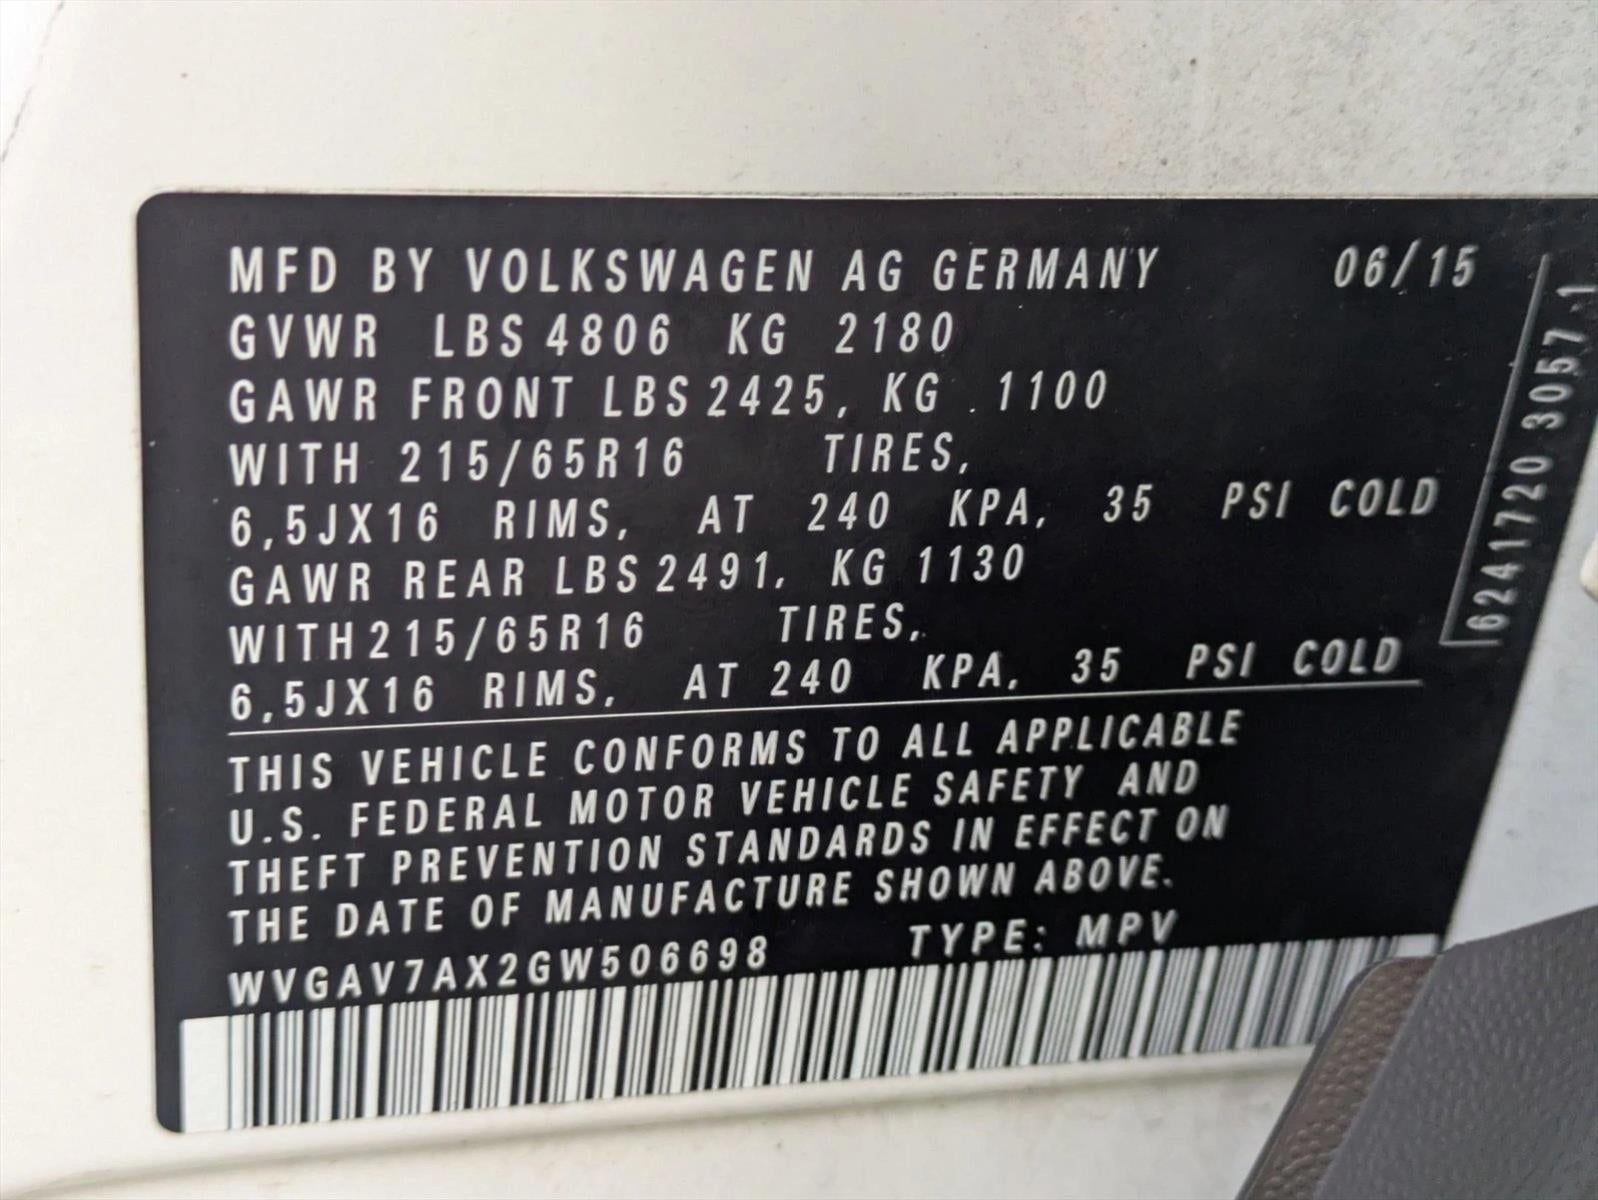 MFD BY VOLKSWAGEN AG GERMANY 06/15
GVWR LBS 4806 KG 2180
GAWR FRONT LBS 2425, KG . 1100
WITH 215/65R16 TIRES,
6,5JX16 RIMS, AT 240 KPA, 35 PSI COLD
GAWR REAR LBS 2491, KG 1130
WITH 215/65R16 TIRES,
6,5JX16 RIMS, AT 240 KPA, 35 PSI COLD
THIS VEHICLE CONFORMS TO ALL APPLICABLE
U.S. FEDERAL MOTOR VEHICLE SAFETY AND
THEFT PREVENTION STANDARDS IN EFFECT ON
THE DATE OF MANUFACTURE SHOWN ABOVE.
WVGAV7AX2GW506698 TYPE: MPV
6241720 3057 1